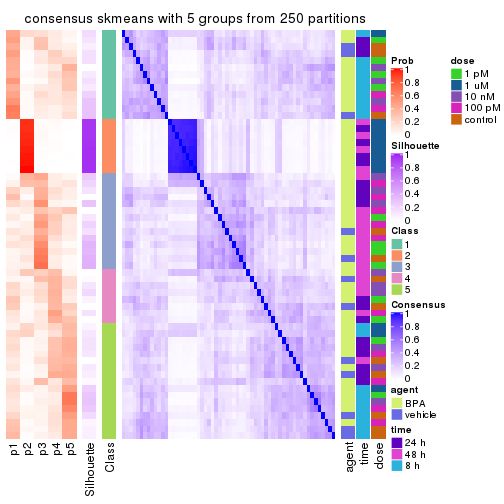 consensus skmeans with 5 groups from 250 partitions
Prob
1
0.8
0.6
0.4
0.2
0
Silhouette
1
0.8
0.6
0.4
0.2
0
Class
1
2
3
4
5
Consensus
1
0.8
0.6
0.4
0.2
0
agent
BPA
vehicle
time
24 h
48 h
8 h
dose
1 pM
1 uM
10 nM
100 pM
control
p1
p2
p3
p4
p5
Silhouette
Class
agent
time
dose